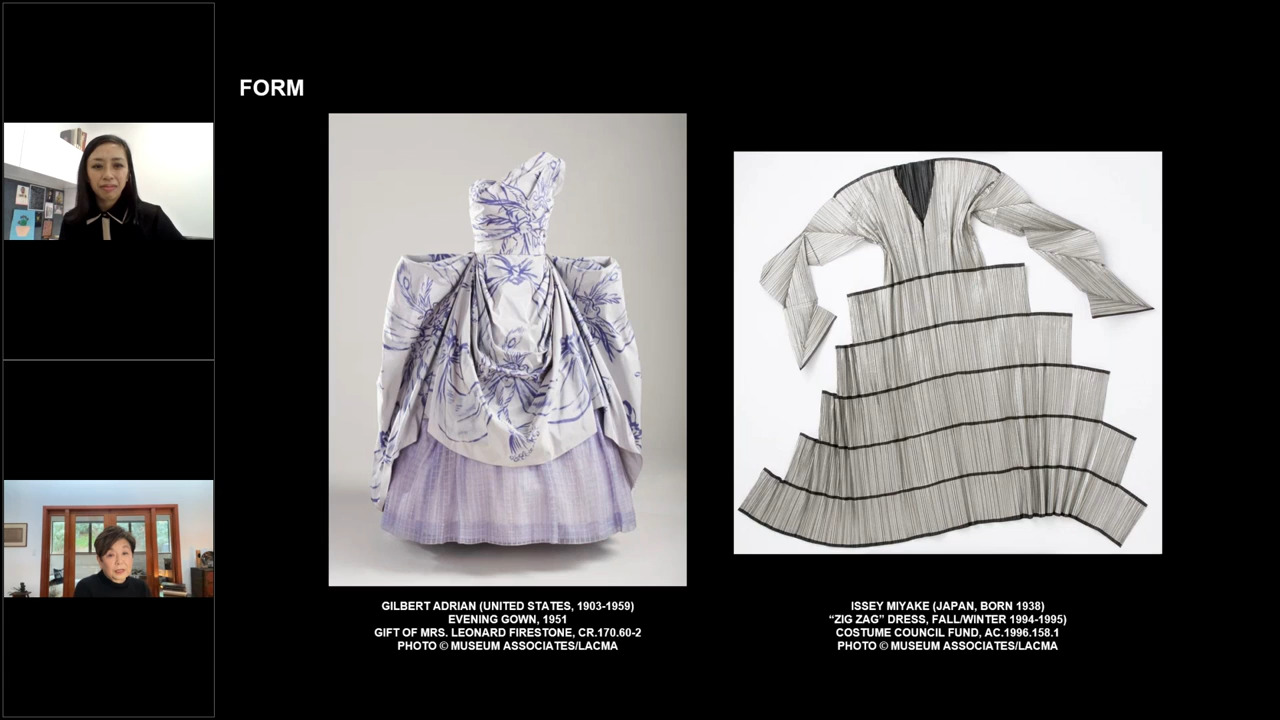 FORM
GILBERT ADRIAN (UNITED STATES, 1903-1959)
EVENING GOWN, 1951
GIFT OF MRS. LEONARD FIRESTONE, CR.170.60-2
PHOTO © MUSEUM ASSOCIATES/LACMA
ISSEY MIYAKE (JAPAN, BORN 1938)
“ZIG ZAG” DRESS, FALL/WINTER 1994-1995)
COSTUME COUNCIL FUND, AC.1996.158.1
PHOTO © MUSEUM ASSOCIATES/LACMA